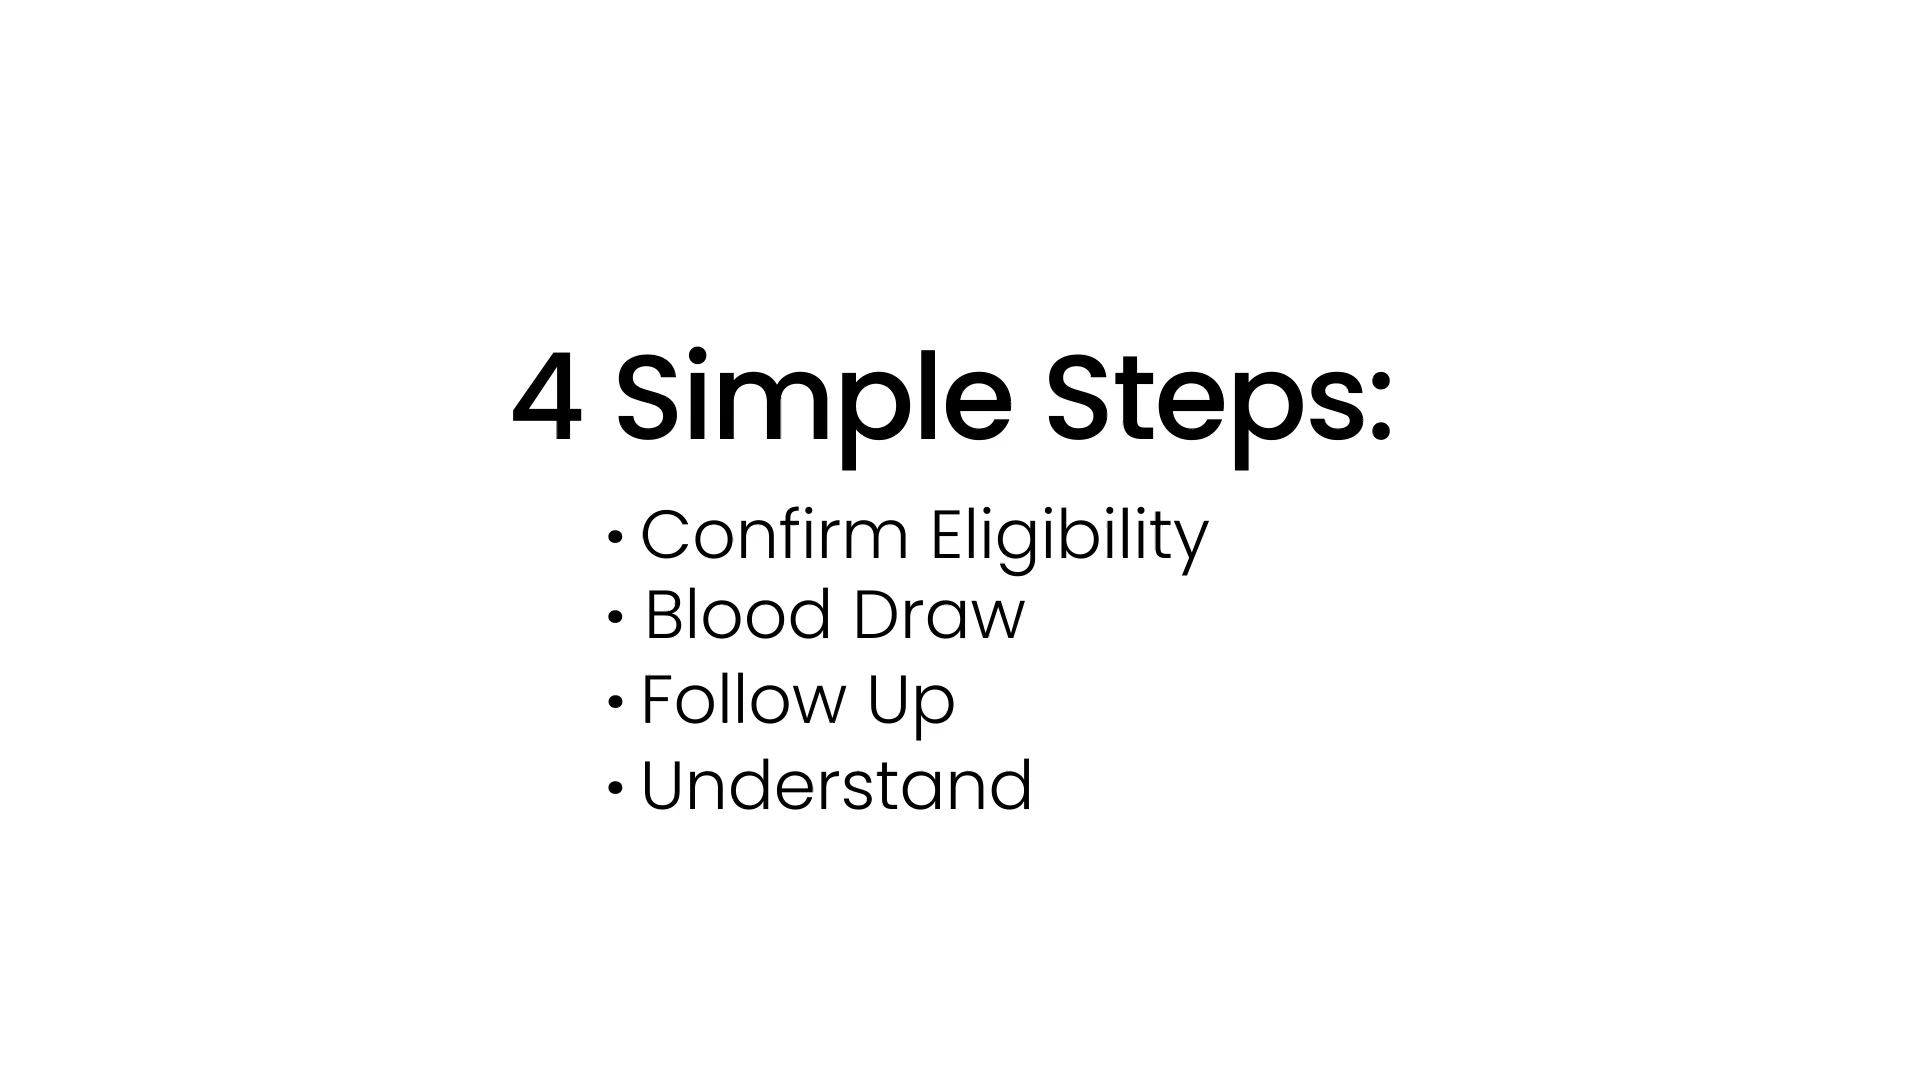 4 Simple Steps:
• Confirm Eligibility
• Blood Draw
• Follow Up
• Understand